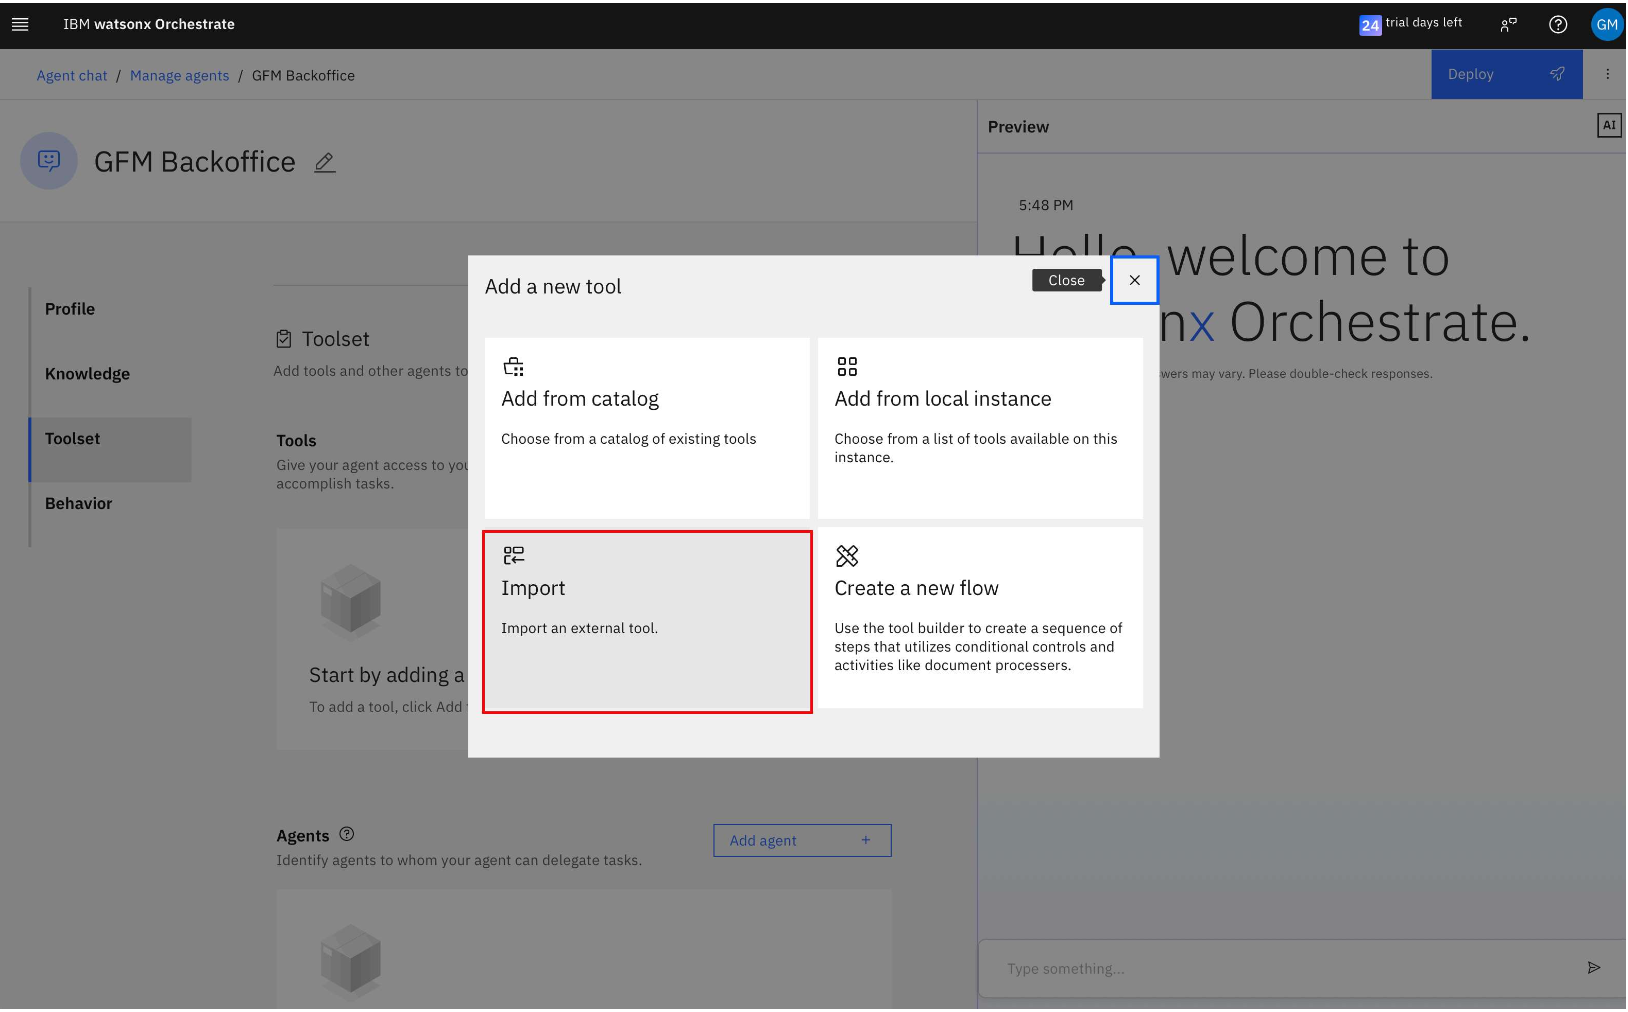 IBM watsonx Orchestrate
24 trial days left
GM
Agent chat / Manage agents / GFM Backoffice
Deploy
Preview
AI
GFM Backoffice
5:48 PM
Hello, welcome to
nx Orchestrate.
wers may vary. Please double-check responses.
Profile
Knowledge
Toolset
Behavior
Toolset
Add tools and other agents to
Tools
Give your agent access to you
accomplish tasks.
Start by adding a
To add a tool, click Add
Add a new tool
Close
Add from catalog
Choose from a catalog of existing tools
Add from local instance
Choose from a list of tools available on this
instance.
Import
Import an external tool.
Create a new flow
Use the tool builder to create a sequence of
steps that utilizes conditional controls and
activities like document processers.
Agents
Identify agents to whom your agent can delegate tasks.
Add agent +
Type something...